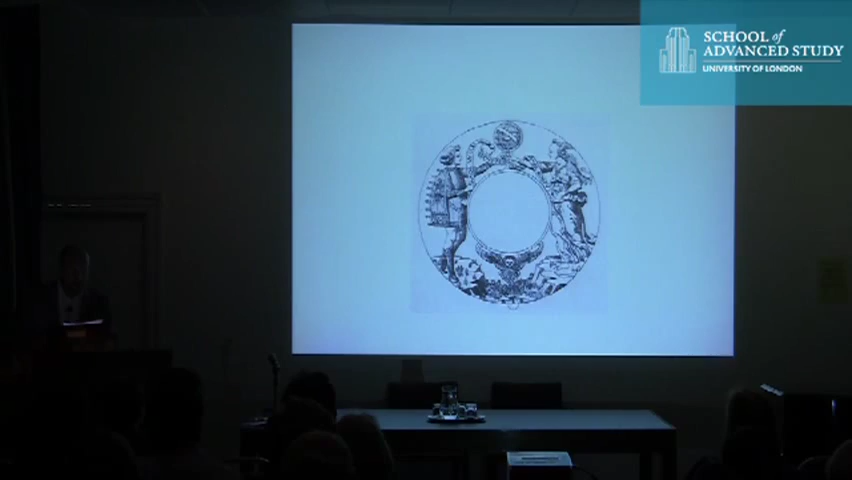 SCHOOL of
ADVANCED STUDY
UNIVERSITY OF LONDON